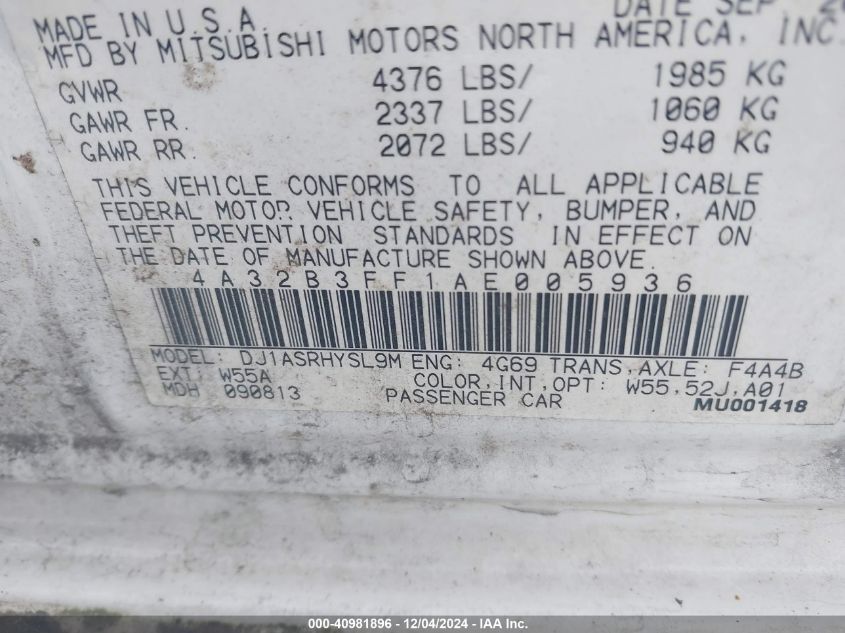 MADE IN U.S.A. DATE SEP
MFD BY MITSUBISHI MOTORS NORTH AMERICA, INC.
GVWR 4376 LBS/ 1985 KG
GAWR FR. 2337 LBS/ 1060 KG
GAWR RR. 2072 LBS/ 940 KG
THIS VEHICLE CONFORMS TO ALL APPLICABLE
FEDERAL MOTOR VEHICLE SAFETY, BUMPER, AND
THEFT PREVENTION STANDARDS IN EFFECT ON
THE DATE OF MANUFACTURE SHOWN ABOVE.
4A32B3FF1AE005936
MODEL: DJ1ASRHYSL9M ENG: 4G69 TRANS,AXLE: F4A4B
EXT: W55A COLOR,INT,OPT: W55,52J,A01
MDH 090813 PASSENGER CAR MU001418
000-40981896 - 12/04/2024 - IAA Inc.